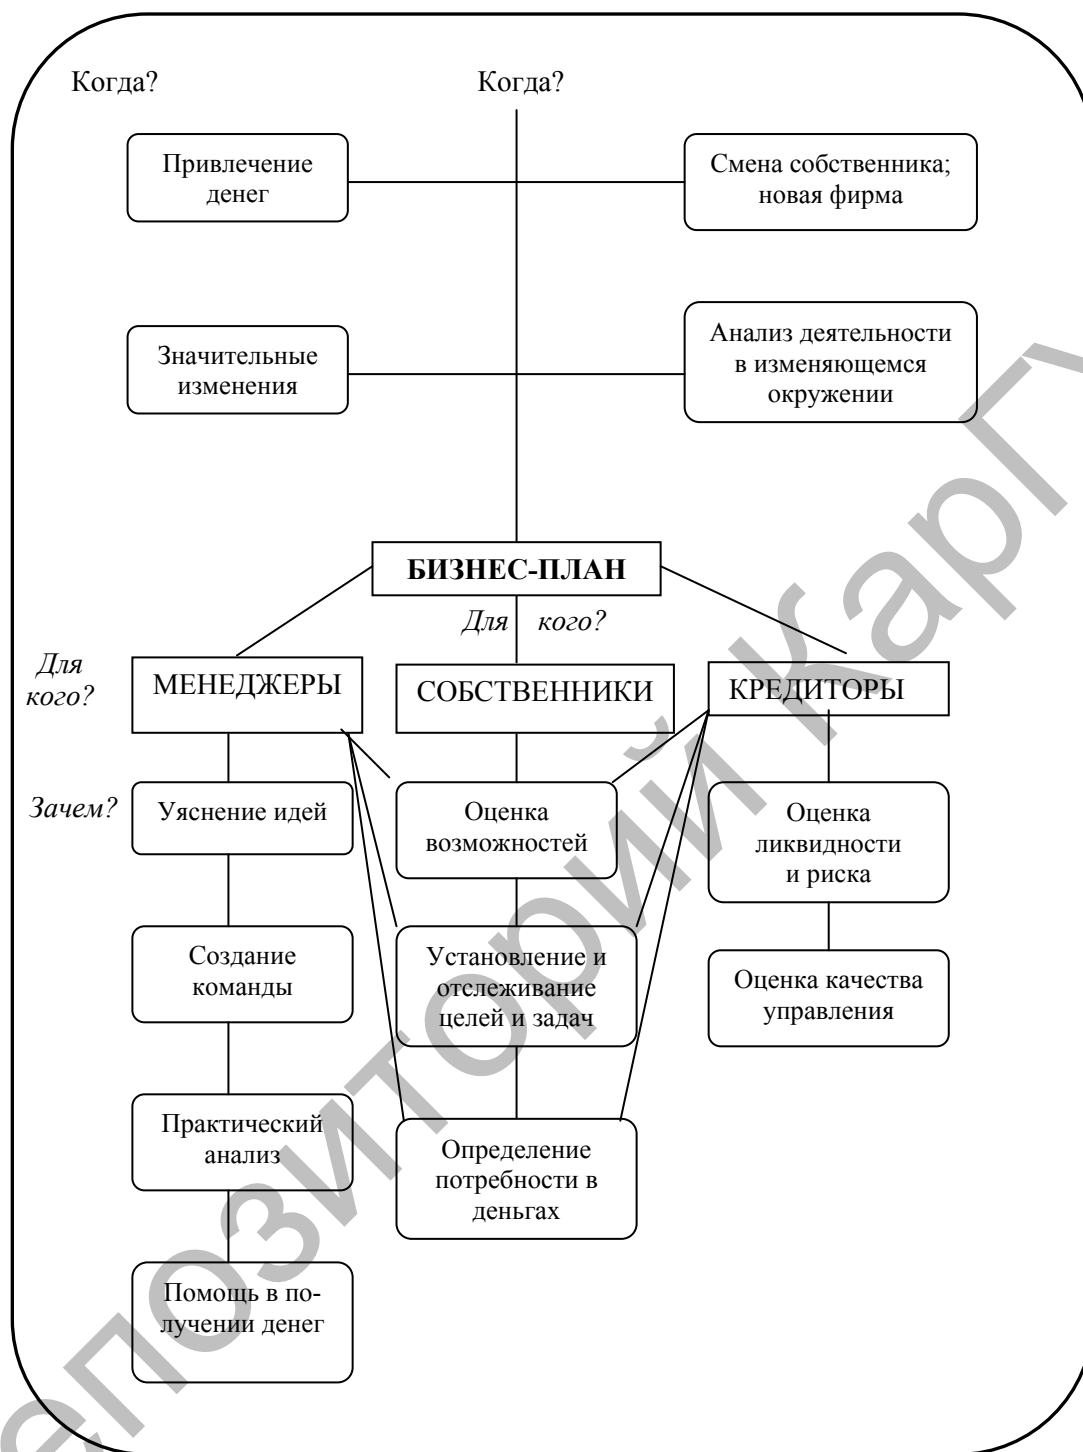 Когда?
Когда?
Привлечение
денег
Смена собственника;
новая фирма
Значительные
изменения
Анализ деятельности
в изменяющемся
окружении
БИЗНЕС-ПЛАН
Для кого?
Для
кого?
МЕНЕДЖЕРЫ
СОБСТВЕННИКИ
КРЕДИТОРЫ
Зачем?
Уяснение идей
Оценка
возможностей
Оценка
ликвидности
и риска
Создание
команды
Установление и
отслеживание
целей и задач
Оценка качества
управления
Практический
анализ
Определение
потребности в
деньгах
Помощь в по-
лучении денег
епозиторий КарГ